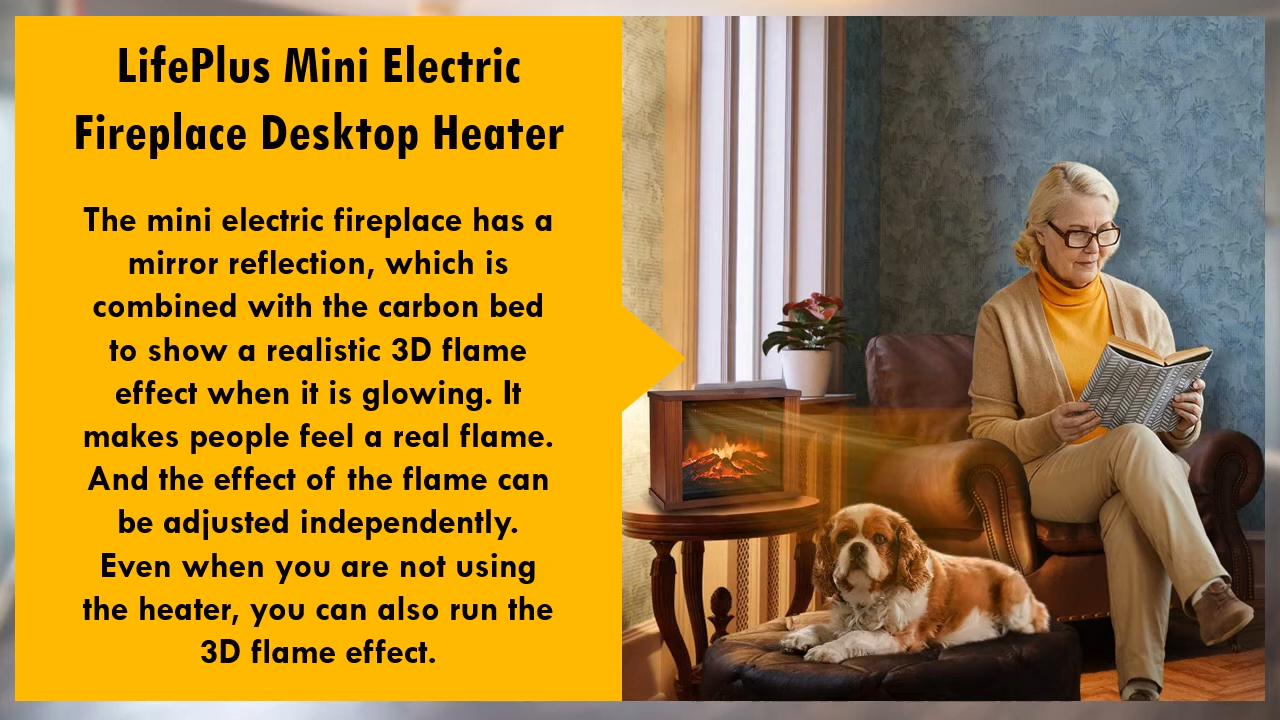 LifePlus Mini Electric
Fireplace Desktop Heater
The mini electric fireplace has a
mirror reflection, which is
combined with the carbon bed
to show a realistic 3D flame
effect when it is glowing. It
makes people feel a real flame.
And the effect of the flame can
be adjusted independently.
Even when you are not using
the heater, you can also run the
3D flame effect.